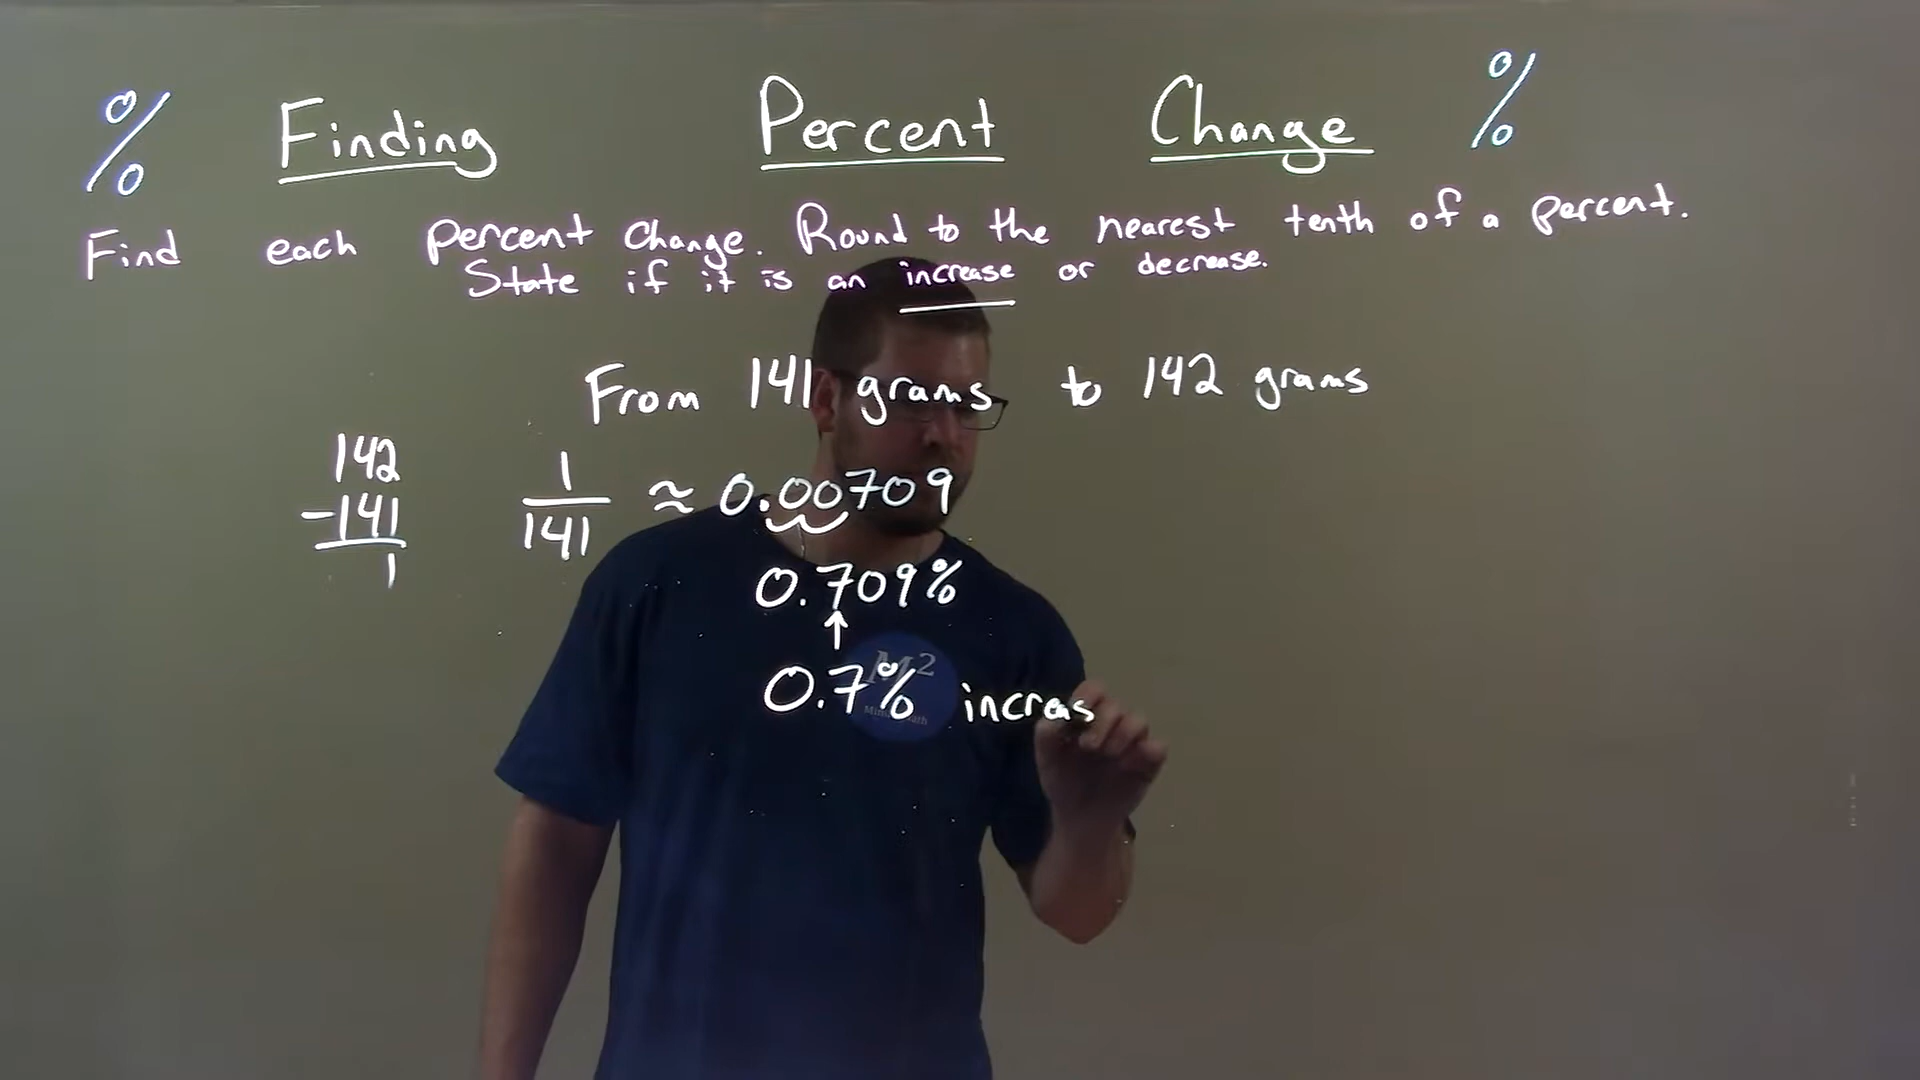 % Finding Percent Change %
Find each percent change. Round to the nearest tenth of a percent.
State if it is an increase or decrease.
From 141 grams to 142 grams
142
-141
1
1
141
≈ 0.00709
0.709%
↑
0.7% increas
M²